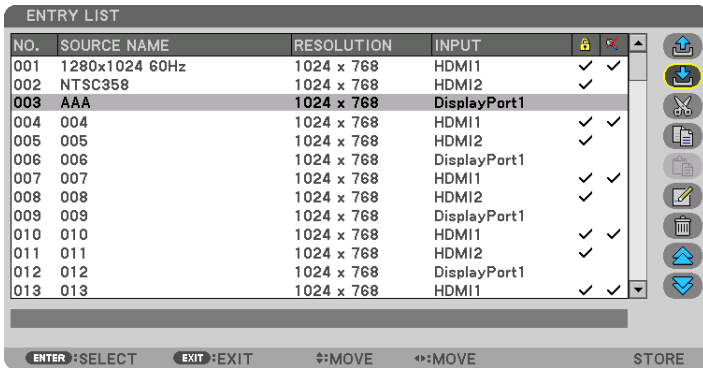 ENTRY LIST
NO. SOURCE NAME RESOLUTION INPUT
001 1280x1024 60Hz 1024 x 768 HDMI1
002 NTSC358 1024 x 768 HDMI2
003 AAA 1024 x 768 DisplayPort1
004 004 1024 x 768 HDMI1
005 005 1024 x 768 HDMI2
006 006 1024 x 768 DisplayPort1
007 007 1024 x 768 HDMI1
008 008 1024 x 768 HDMI2
009 009 1024 x 768 DisplayPort1
010 010 1024 x 768 HDMI1
011 011 1024 x 768 HDMI2
012 012 1024 x 768 DisplayPort1
013 013 1024 x 768 HDMI1
ENTER :SELECT EXIT :EXIT :MOVE :MOVE STORE